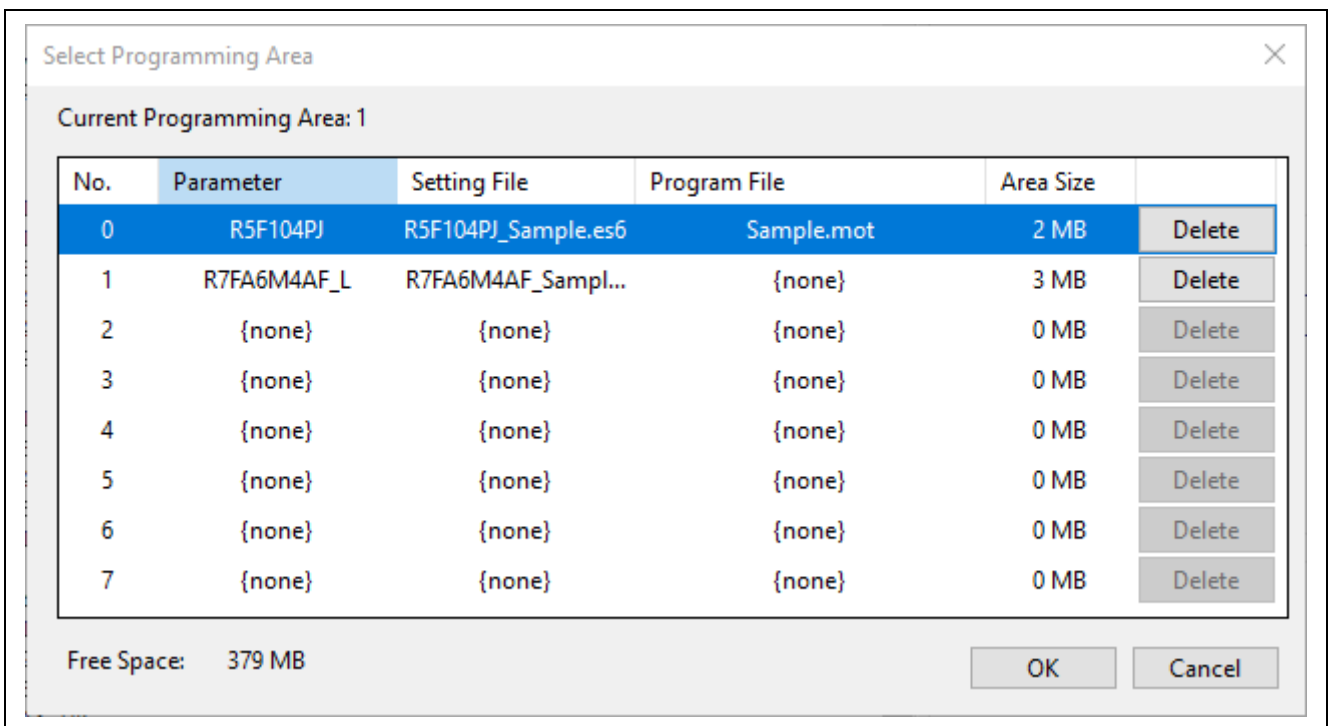 Select Programming Area
Current Programming Area: 1
No. Parameter Setting File Program File Area Size
0 R5F104PJ R5F104PJ_Sample.es6 Sample.mot 2 MB Delete
1 R7FA6M4AF_L R7FA6M4AF_Sampl... {none} 3 MB Delete
2 {none} {none} {none} 0 MB Delete
3 {none} {none} {none} 0 MB Delete
4 {none} {none} {none} 0 MB Delete
5 {none} {none} {none} 0 MB Delete
6 {none} {none} {none} 0 MB Delete
7 {none} {none} {none} 0 MB Delete
Free Space: 379 MB OK Cancel